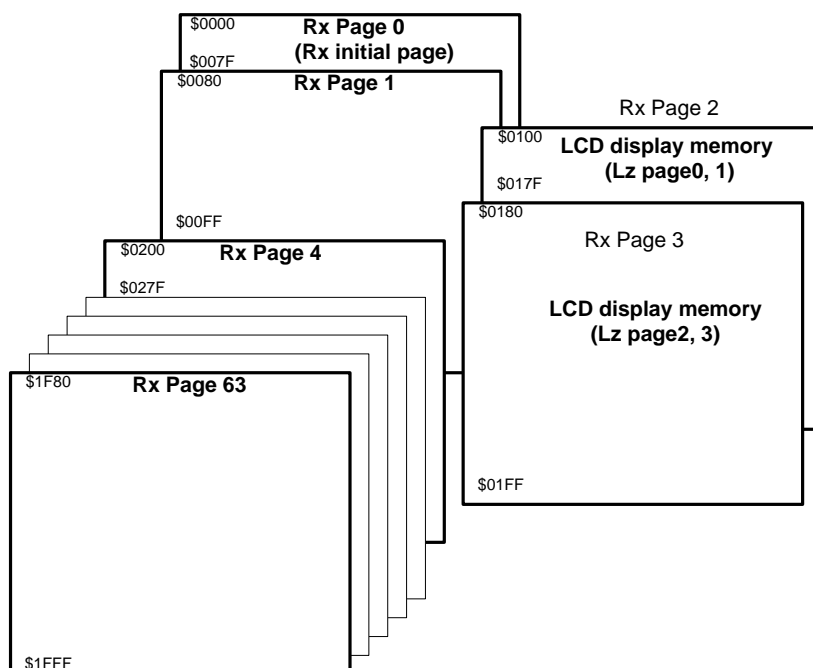 $0000
Rx Page 0
(Rx initial page)
$007F
$0080
Rx Page 1
$00FF
Rx Page 2
$0100
LCD display memory
(Lz page0, 1)
$017F
$0180
Rx Page 3
LCD display memory
(Lz page2, 3)
$01FF
$0200
Rx Page 4
$027F
$1F80
Rx Page 63
$1FFF